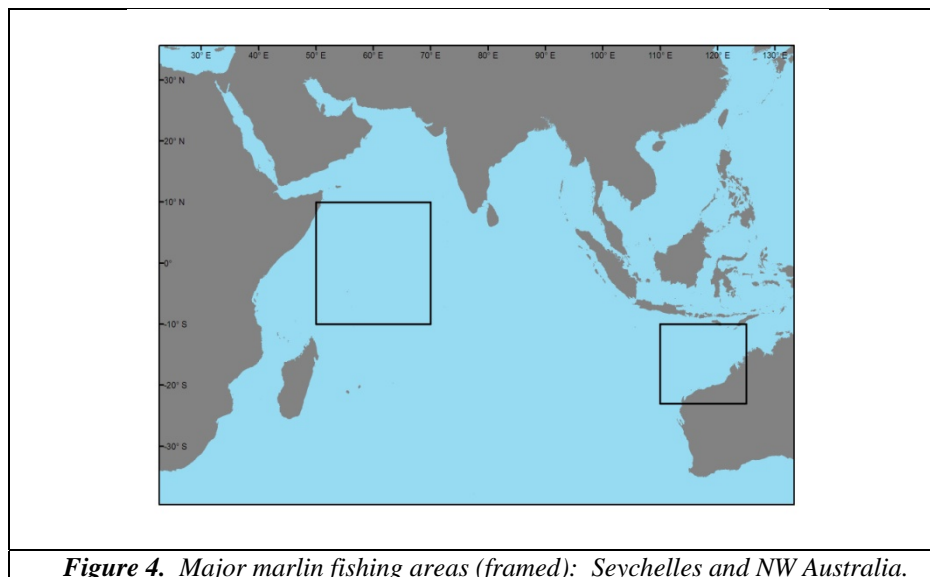 30° E 40° E 50° E 60° E 70° E 80° E 90° E 100° E 110° E 120° E 130° E
30° N
20° N
10° N
0°
10° S
20° S
30° S
Figure 4. Major marlin fishing areas (framed): Seychelles and NW Australia.